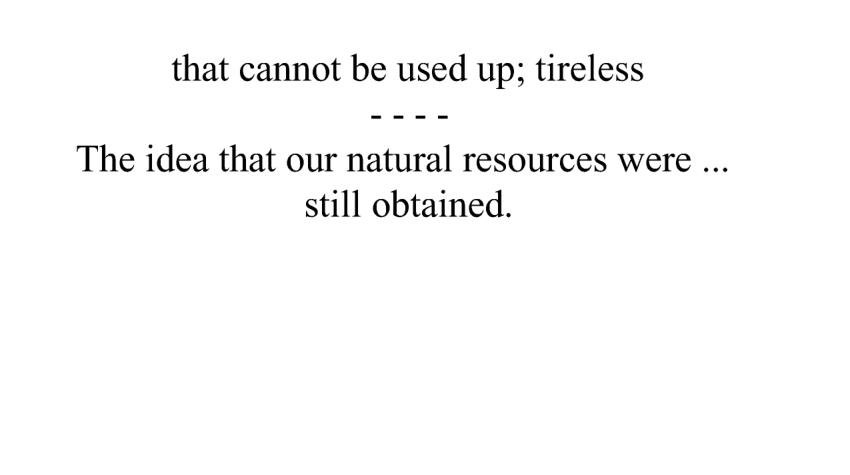 that cannot be used up; tireless
- - - -
The idea that our natural resources were ...
still obtained.